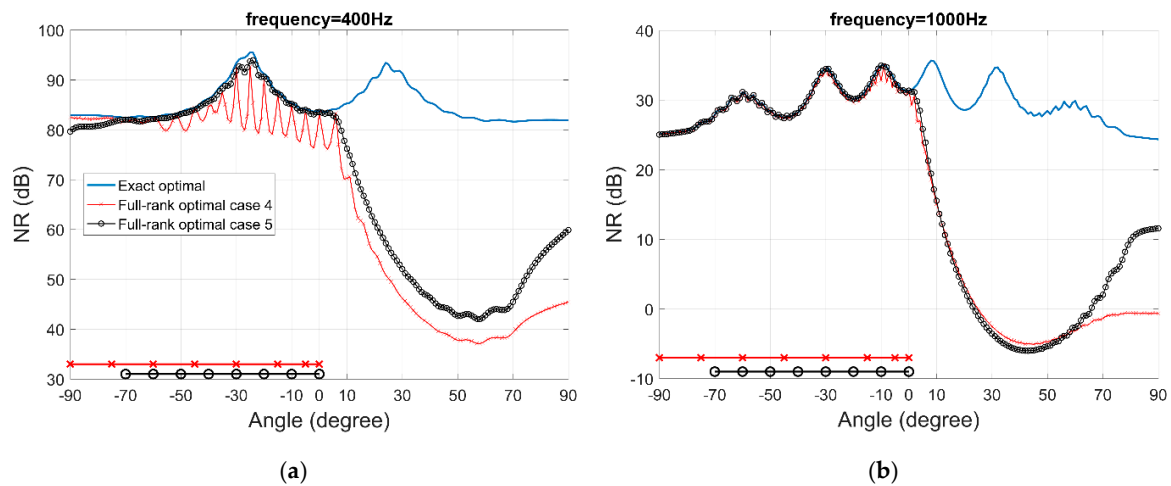 frequency=400Hz
100
90
80
70
60
50
40
30
NR (dB)
Exact optimal
Full-rank optimal case 4
Full-rank optimal case 5
-90 -70 -50 -30 -10 0 10 30 50 70 90
Angle (degree)
(a)
frequency=1000Hz
40
30
20
10
0
-10
NR (dB)
-90 -70 -50 -30 -10 0 10 30 50 70 90
Angle (degree)
(b)